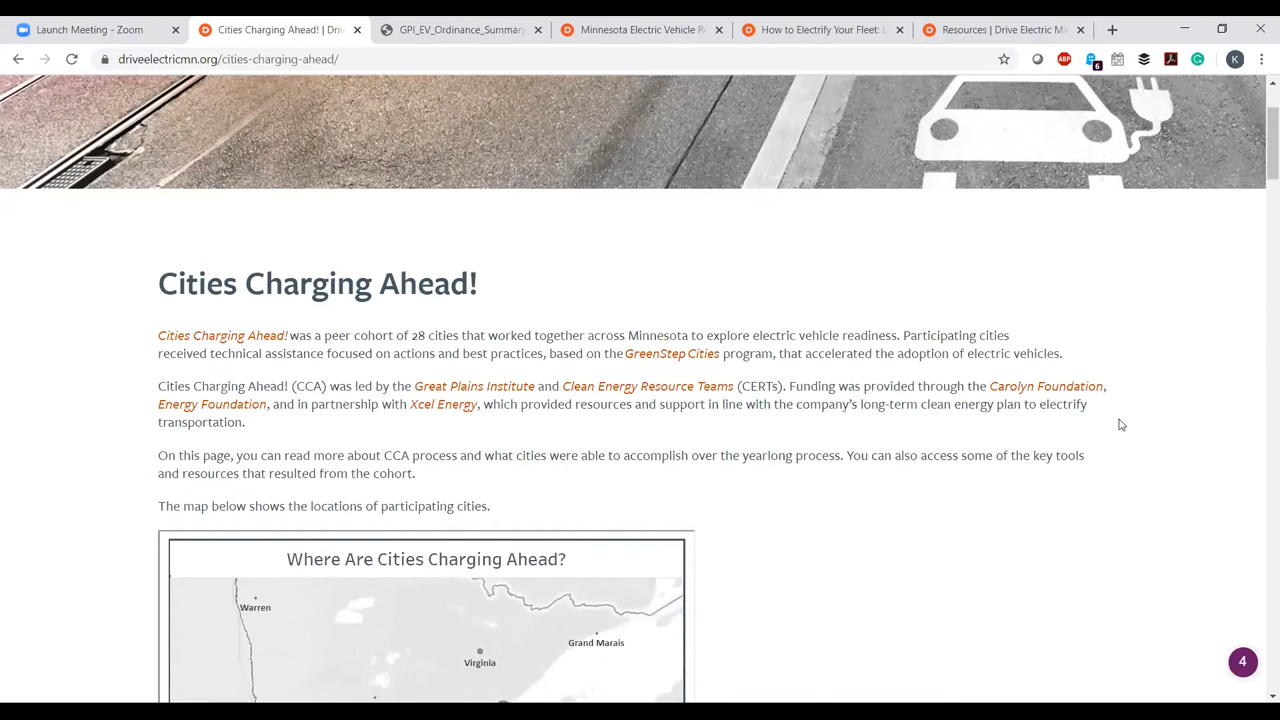 Launch Meeting - Zoom
Cities Charging Ahead! | Driv
GPI_EV_Ordinance_Summary
Minnesota Electric Vehicle R
How to Electrify Your Fleet: L
Resources | Drive Electric Mi
driveelectricmn.org/cities-charging-ahead/
ABP
6
K
Cities Charging Ahead!
Cities Charging Ahead! was a peer cohort of 28 cities that worked together across Minnesota to explore electric vehicle readiness. Participating cities
received technical assistance focused on actions and best practices, based on the GreenStep Cities program, that accelerated the adoption of electric vehicles.
Cities Charging Ahead! (CCA) was led by the Great Plains Institute and Clean Energy Resource Teams (CERTs). Funding was provided through the Carolyn Foundation,
Energy Foundation, and in partnership with Xcel Energy, which provided resources and support in line with the company's long-term clean energy plan to electrify
transportation.
On this page, you can read more about CCA process and what cities were able to accomplish over the yearlong process. You can also access some of the key tools
and resources that resulted from the cohort.
The map below shows the locations of participating cities.
Where Are Cities Charging Ahead?
Warren
Grand Marais
Virginia
4